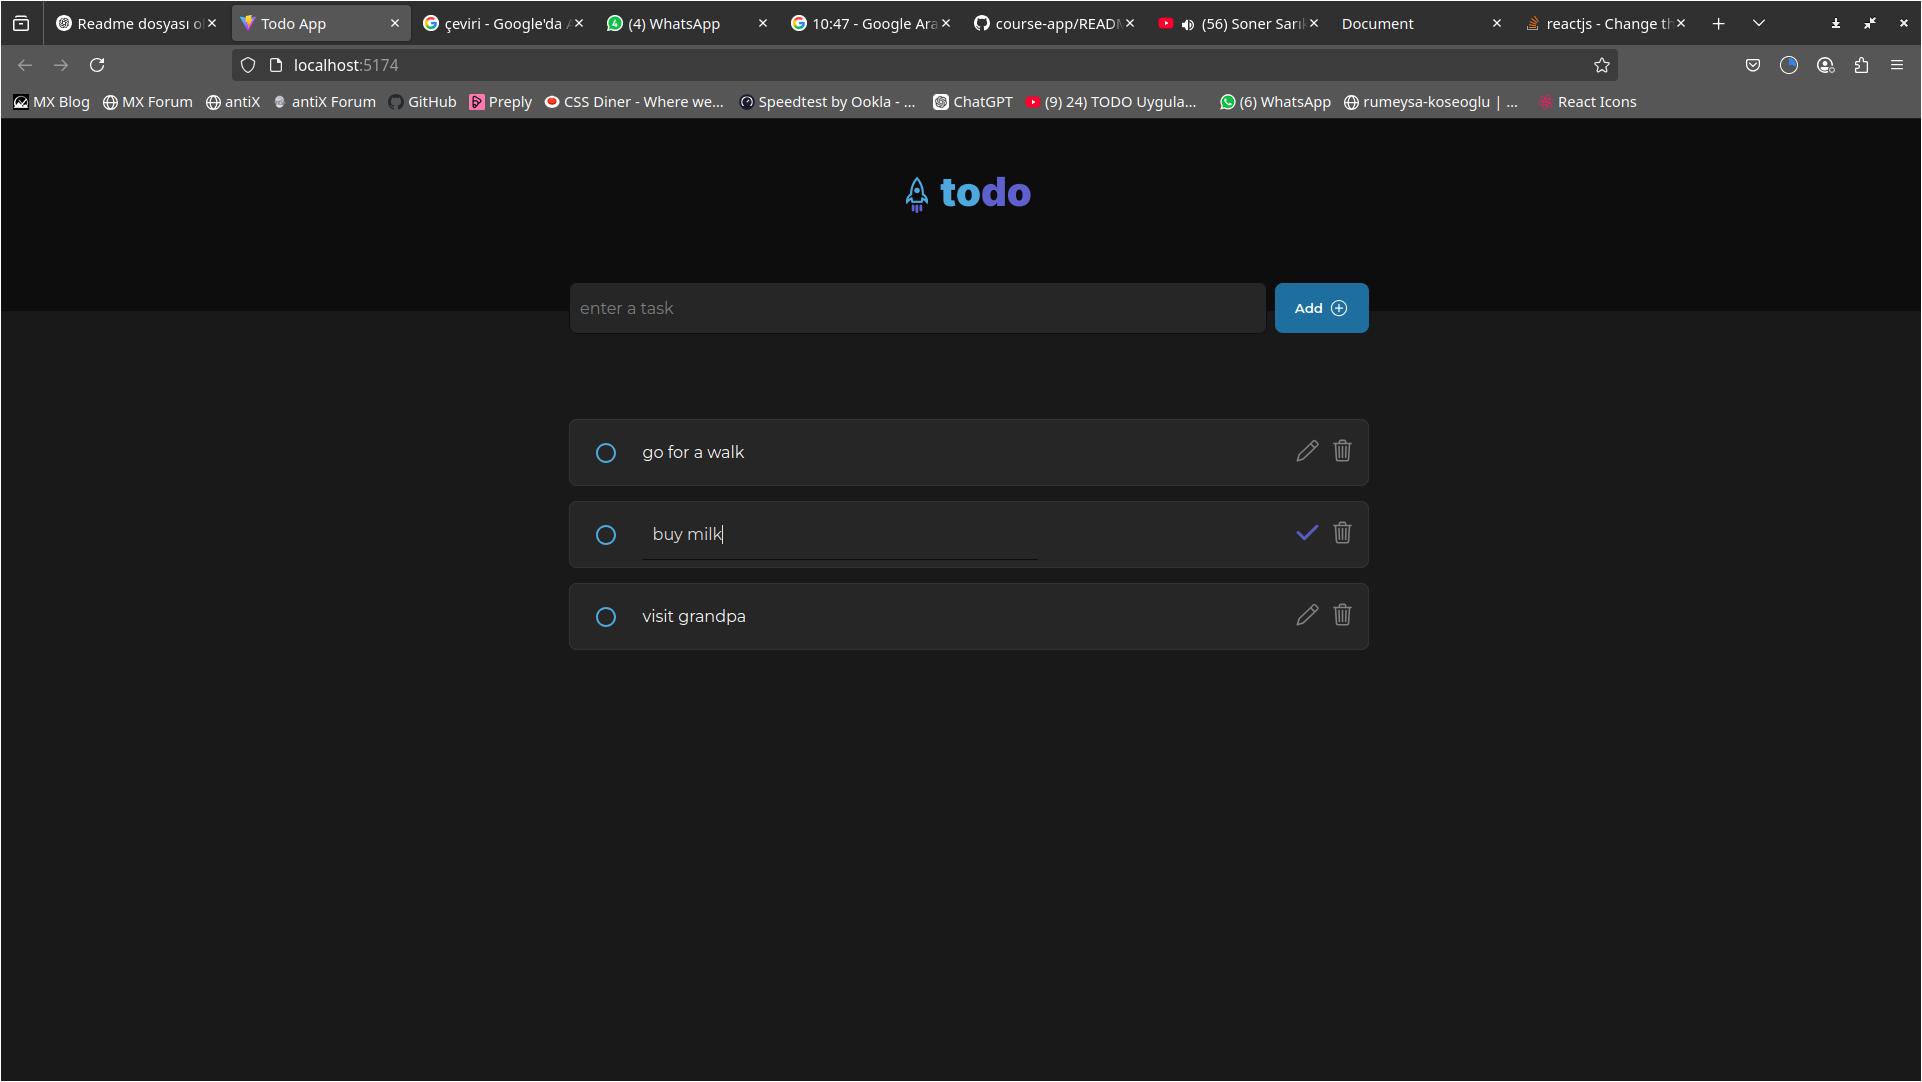 Readme dosyası ol
Todo App
çeviri - Google'da A
(4) WhatsApp
10:47 - Google Ara
course-app/READM
(56) Soner Sarık
Document
reactjs - Change th
localhost:5174
MX Blog
MX Forum
antiX
antiX Forum
GitHub
Preply
CSS Diner - Where we...
Speedtest by Ookla - ...
ChatGPT
(9) 24) TODO Uygula...
(6) WhatsApp
rumeysa-koseoglu | ...
React Icons
todo
enter a task
Add
go for a walk
buy milk
visit grandpa